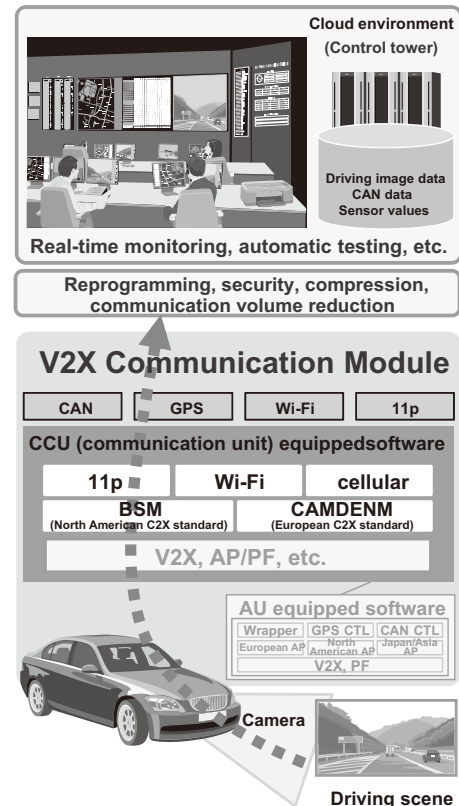 Cloud environment
(Control tower)
Driving image data
CAN data
Sensor values
Real-time monitoring, automatic testing, etc.
Reprogramming, security, compression,
communication volume reduction
V2X Communication Module
CAN
GPS
Wi-Fi
11p
CCU (communication unit) equippedsoftware
11p
Wi-Fi
cellular
BSM
(North American C2X standard)
CAMDENM
(European C2X standard)
V2X, AP/PF, etc.
AU equipped software
Wrapper
GPS CTL
CAN CTL
European AP
North
American AP
Japan/Asia
AP
V2X, PF
Camera
Driving scene